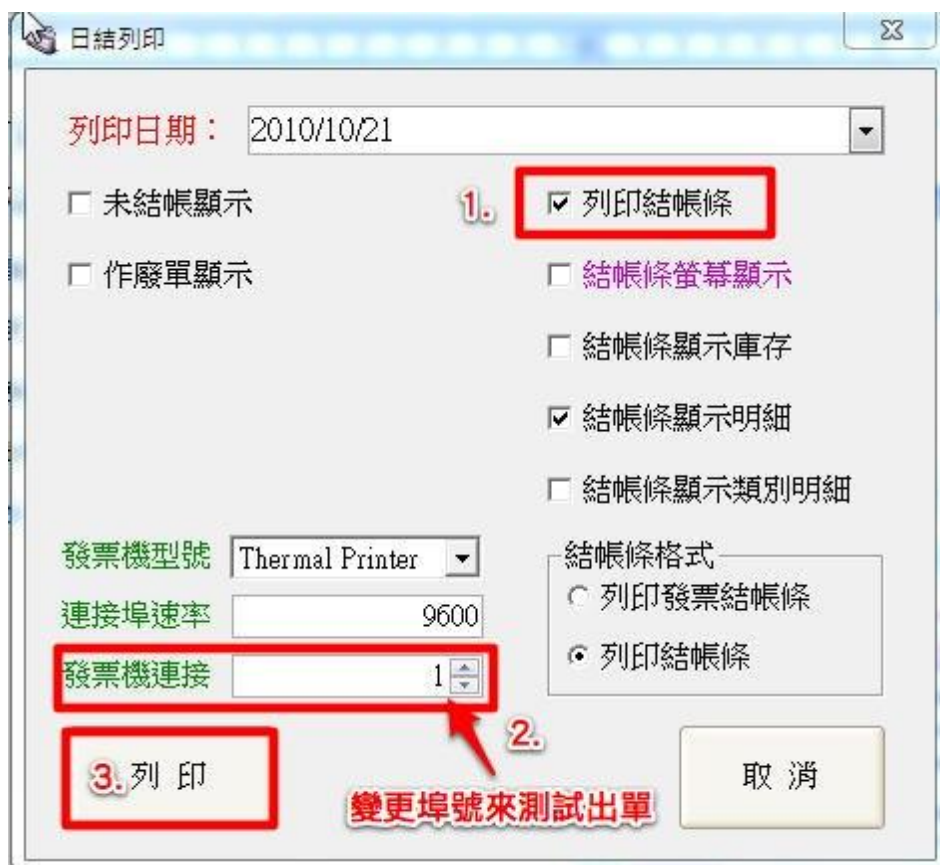 日結列印
列印日期： 2010/10/21
未結帳顯示
1. 列印結帳條
作廢單顯示
結帳條螢幕顯示
結帳條顯示庫存
結帳條顯示明細
結帳條顯示類別明細
發票機型號 Thermal Printer
連接埠速率 9600
發票機連接 1
結帳條格式
列印發票結帳條
列印結帳條
2.
3. 列 印
變更埠號來測試出單
取 消